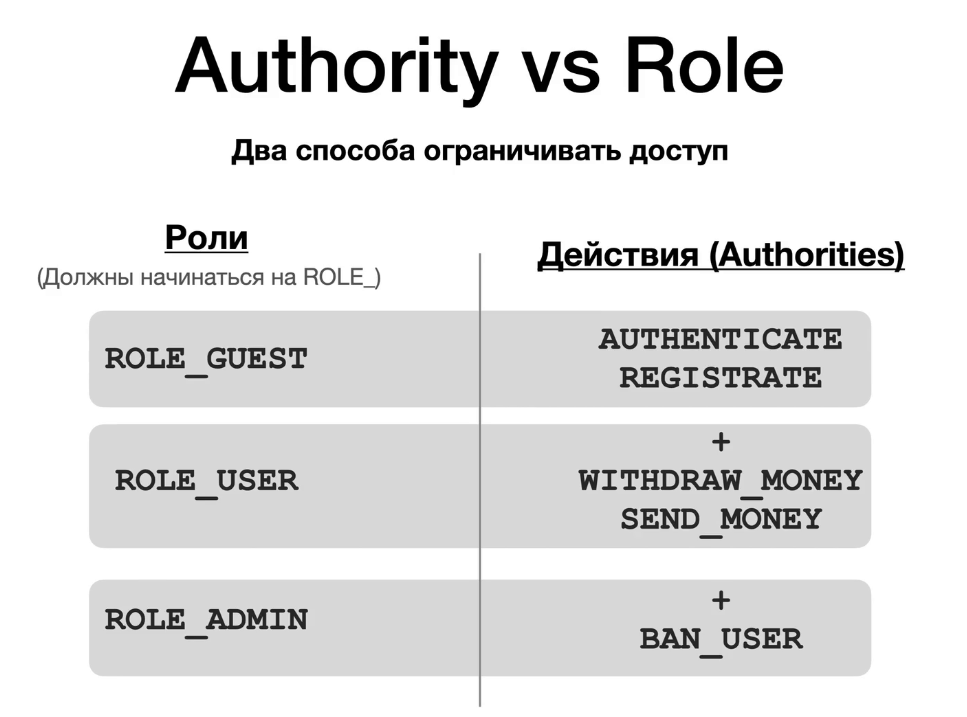 Authority vs Role
Два способа ограничивать доступ
Роли
(Должны начинаться на ROLE_)
Действия (Authorities)
ROLE_GUEST
AUTHENTICATE
REGISTRATE
ROLE_USER
+
WITHDRAW_MONEY
SEND_MONEY
ROLE_ADMIN
+
BAN_USER